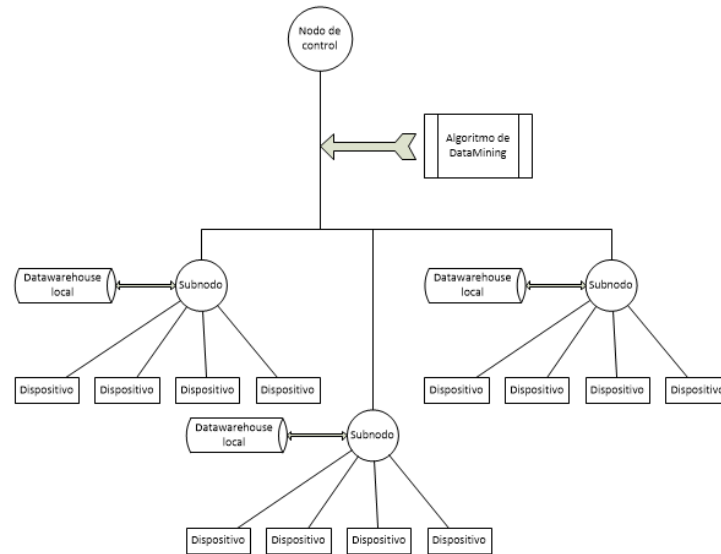 Nodo de
control
Algoritmo de
DataMining
Datawarehouse
local
Subnodo
Datawarehouse
local
Subnodo
Dispositivo
Dispositivo
Dispositivo
Dispositivo
Dispositivo
Dispositivo
Dispositivo
Dispositivo
Datawarehouse
local
Subnodo
Dispositivo
Dispositivo
Dispositivo
Dispositivo